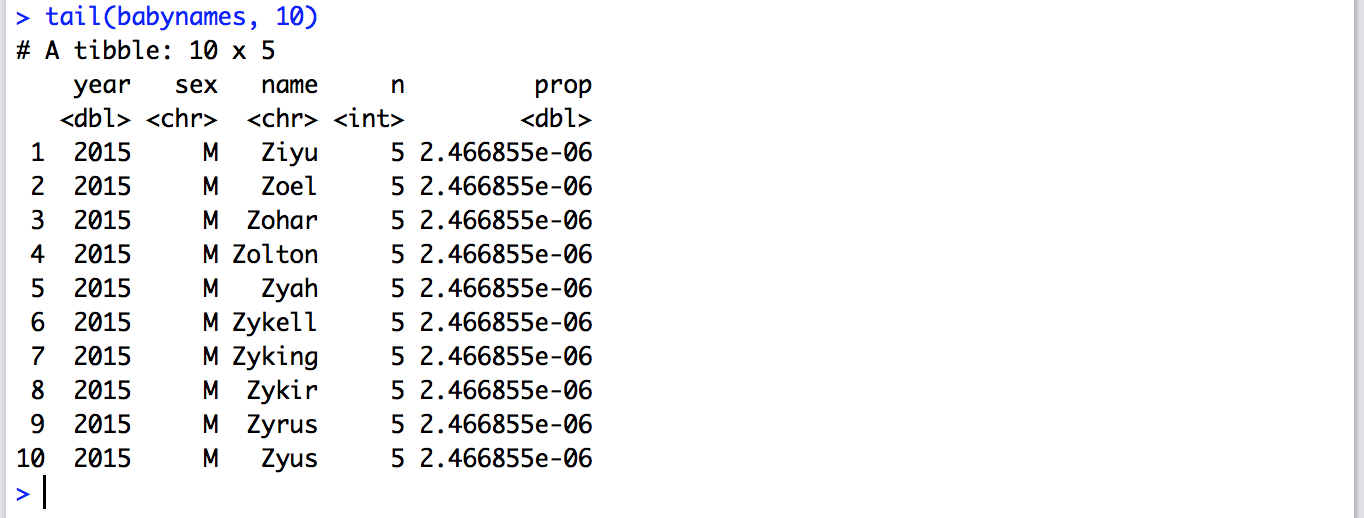 > tail(babynames, 10)
# A tibble: 10 x 5
    year   sex   name     n         prop
   <dbl> <chr>  <chr> <int>        <dbl>
 1  2015     M   Ziyu     5 2.466855e-06
 2  2015     M   Zoel     5 2.466855e-06
 3  2015     M  Zohar     5 2.466855e-06
 4  2015     M Zolton     5 2.466855e-06
 5  2015     M   Zyah     5 2.466855e-06
 6  2015     M Zykell     5 2.466855e-06
 7  2015     M Zyking     5 2.466855e-06
 8  2015     M  Zykir     5 2.466855e-06
 9  2015     M  Zyrus     5 2.466855e-06
10  2015     M   Zyus     5 2.466855e-06
>